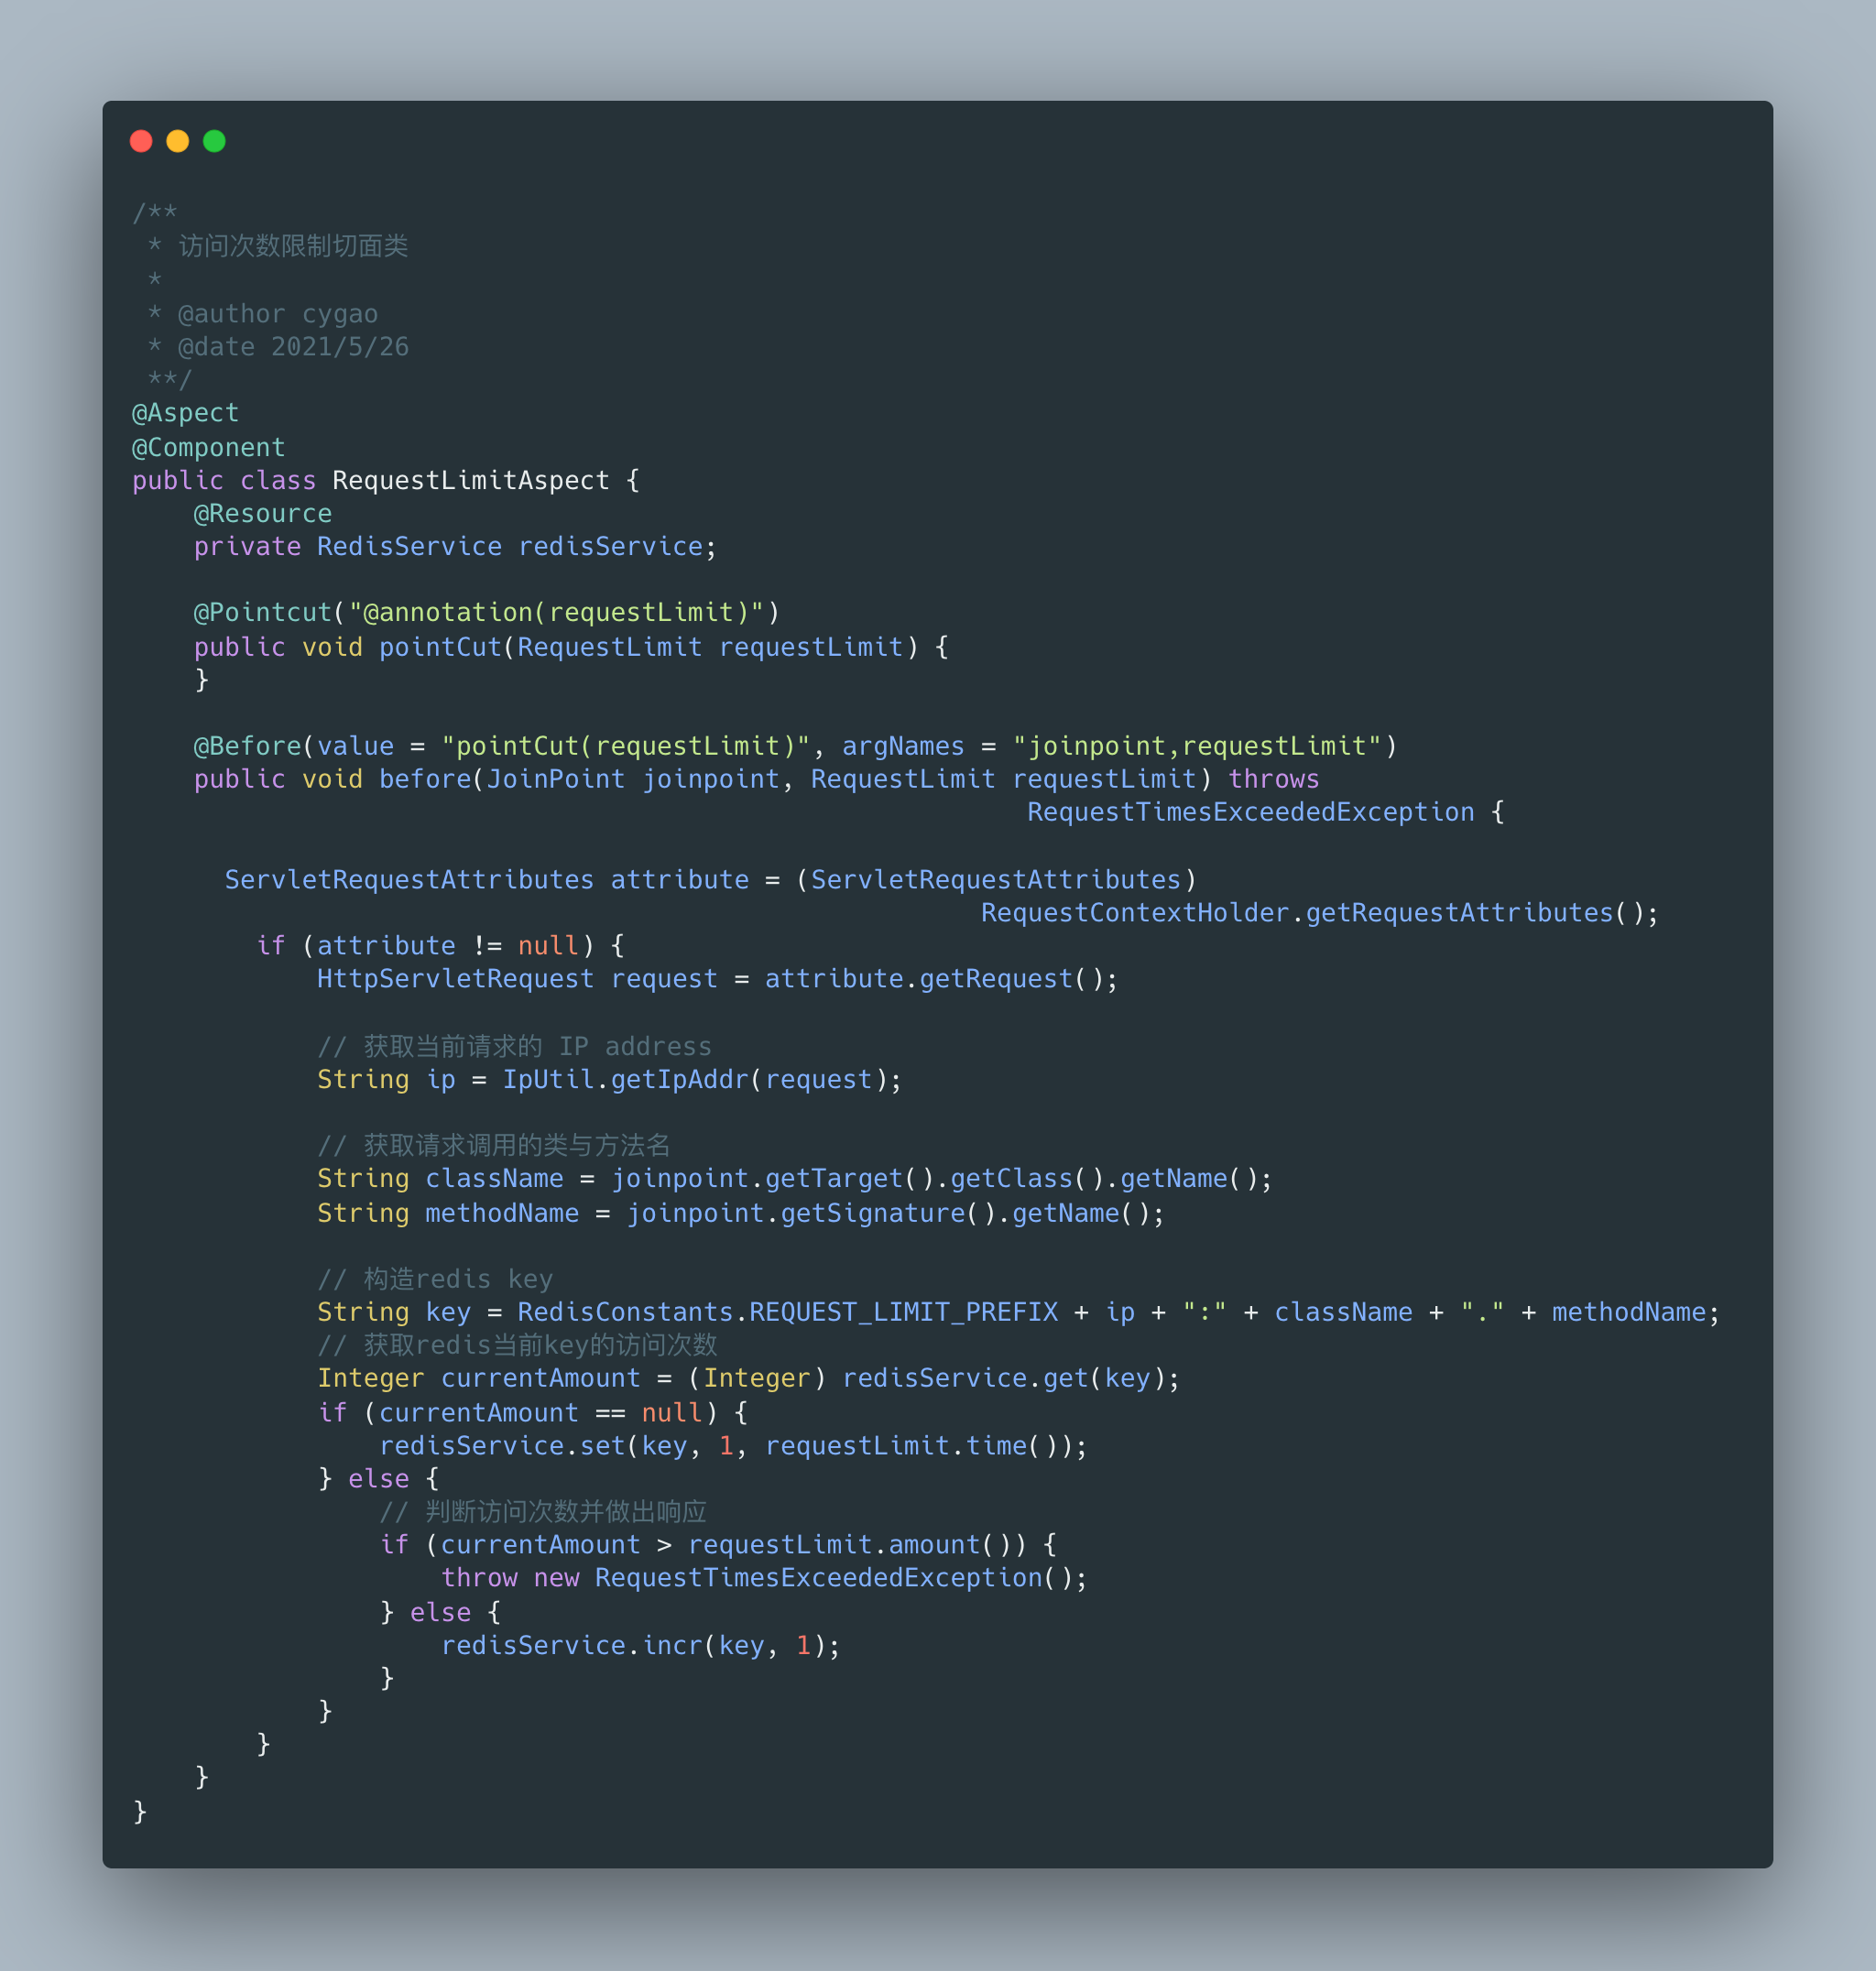 /**
 * 访问次数限制切面类
 *
 * @author cygao
 * @date 2021/5/26
 **/
@Aspect
@Component
public class RequestLimitAspect {
    @Resource
    private RedisService redisService;

    @Pointcut("@annotation(requestLimit)")
    public void pointCut(RequestLimit requestLimit) {
    }

    @Before(value = "pointCut(requestLimit)", argNames = "joinpoint,requestLimit")
    public void before(JoinPoint joinpoint, RequestLimit requestLimit) throws
                                                          RequestTimesExceededException {

      ServletRequestAttributes attribute = (ServletRequestAttributes)
                                                       RequestContextHolder.getRequestAttributes();
        if (attribute != null) {
            HttpServletRequest request = attribute.getRequest();

            // 获取当前请求的 IP address
            String ip = IpUtil.getIpAddr(request);

            // 获取请求调用的类与方法名
            String className = joinpoint.getTarget().getClass().getName();
            String methodName = joinpoint.getSignature().getName();

            // 构造redis key
            String key = RedisConstants.REQUEST_LIMIT_PREFIX + ip + ":" + className + "." + methodName;
            // 获取redis当前key的访问次数
            Integer currentAmount = (Integer) redisService.get(key);
            if (currentAmount == null) {
                redisService.set(key, 1, requestLimit.time());
            } else {
                // 判断访问次数并做出响应
                if (currentAmount > requestLimit.amount()) {
                    throw new RequestTimesExceededException();
                } else {
                    redisService.incr(key, 1);
                }
            }
        }
    }
}